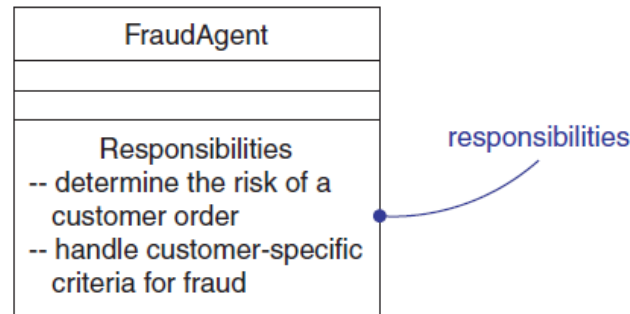 FraudAgent
Responsibilities
-- determine the risk of a
customer order
-- handle customer-specific
criteria for fraud
responsibilities